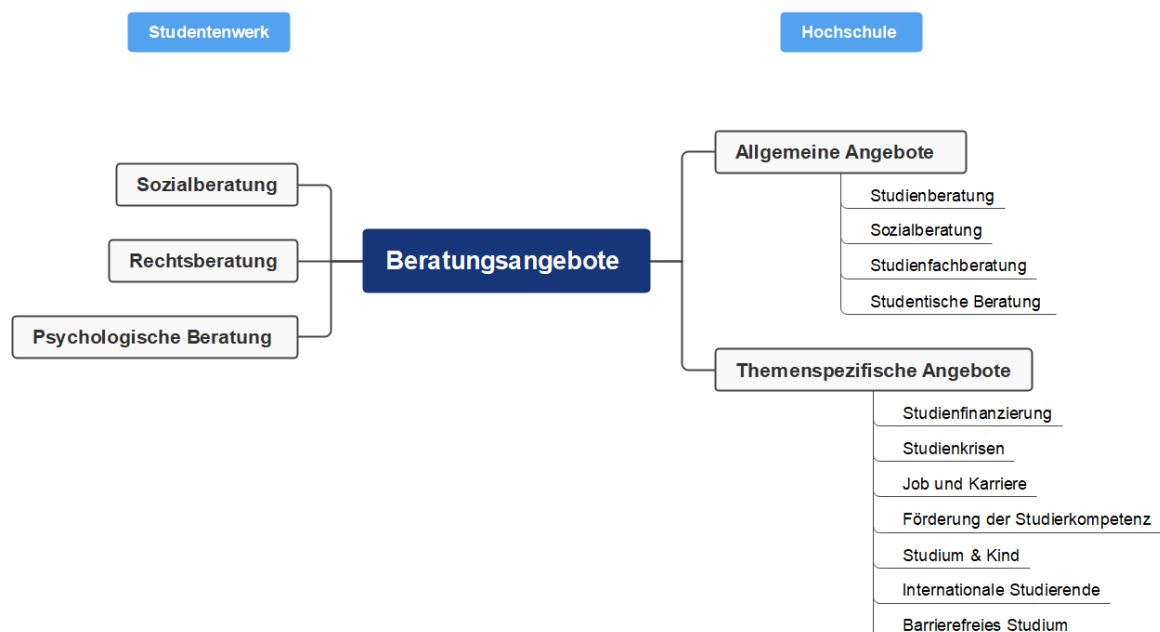 Studentenwerk
Hochschule
Sozialberatung
Rechtsberatung
Psychologische Beratung
Beratungsangebote
Allgemeine Angebote
Studienberatung
Sozialberatung
Studienfachberatung
Studentische Beratung
Themenspezifische Angebote
Studienfinanzierung
Studienkrisen
Job und Karriere
Förderung der Studierkompetenz
Studium & Kind
Internationale Studierende
Barrierefreies Studium